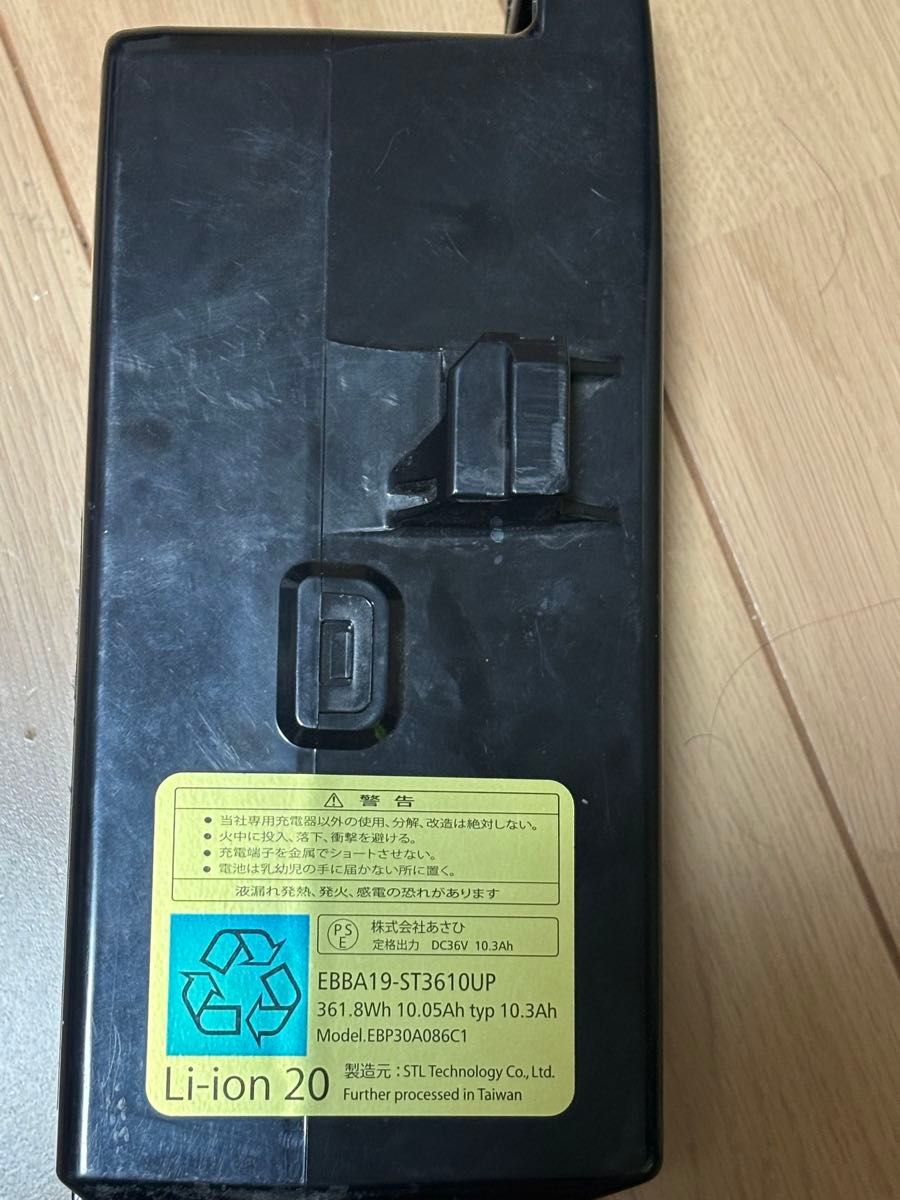 ⚠ 警告
● 当社専用充電器以外の使用、分解、改造は絶対しない。
● 火中に投入、落下、衝撃を避ける。
● 充電端子を金属でショートさせない。
● 電池は乳幼児の手に届かない所に置く。
液漏れ発熱、発火、感電の恐れがあります
PSE
株式会社あさひ
定格出力 DC36V 10.3Ah
EBBA19-ST3610UP
361.8Wh 10.05Ah typ 10.3Ah
Model.EBP30A086C1
Li-ion 20
製造元：STL Technology Co., Ltd.
Further processed in Taiwan